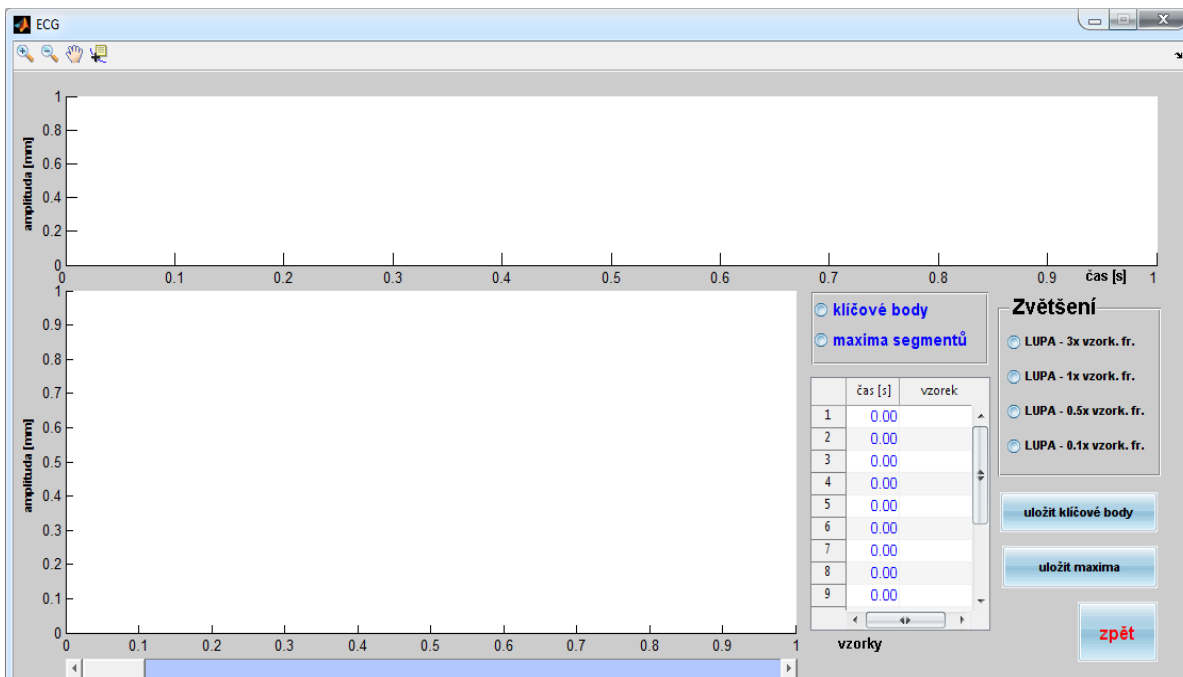 ECG
1
0.8
0.6
0.4
0.2
0
amplituda [mm]
0 0.1 0.2 0.3 0.4 0.5 0.6 0.7 0.8 0.9 čas [s] 1
1
0.9
0.8
0.7
0.6
0.5
0.4
0.3
0.2
0.1
0
amplituda [mm]
0 0.1 0.2 0.3 0.4 0.5 0.6 0.7 0.8 0.9 1
klíčové body
maxima segmentů
čas [s] vzorek
1 0.00
2 0.00
3 0.00
4 0.00
5 0.00
6 0.00
7 0.00
8 0.00
9 0.00
vzorky
Zvětšení
LUPA - 3x vzork. fr.
LUPA - 1x vzork. fr.
LUPA - 0.5x vzork. fr.
LUPA - 0.1x vzork. fr.
uložit klíčové body
uložit maxima
zpět